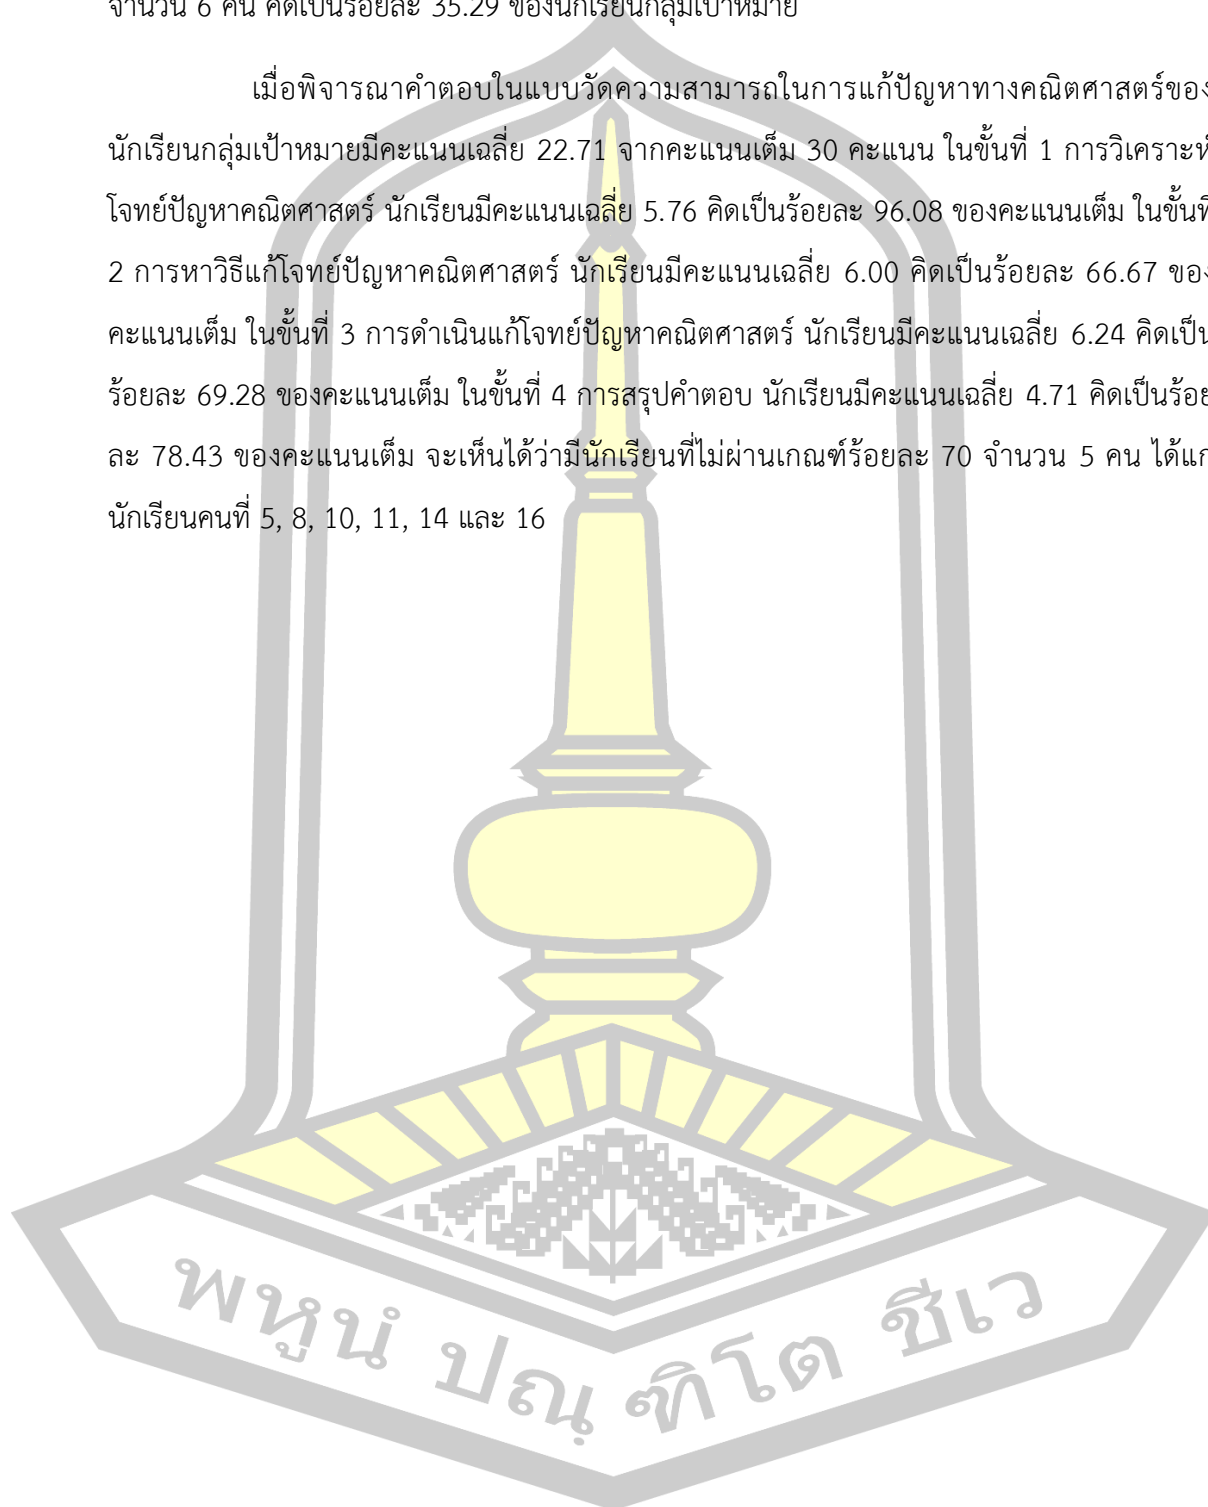 จำนวน 6 คน คิดเป็นร้อยละ 35.29 ของนักเรียนกลุ่มเป้าหมาย
เมื่อพิจารณาคำตอบในแบบวัดความสามารถในการแก้ปัญหาทางคณิตศาสตร์ของ
นักเรียนกลุ่มเป้าหมายมีคะแนนเฉลี่ย 22.71 จากคะแนนเต็ม 30 คะแนน ในขั้นที่ 1 การวิเคราะห์
โจทย์ปัญหาคณิตศาสตร์ นักเรียนมีคะแนนเฉลี่ย 5.76 คิดเป็นร้อยละ 96.08 ของคะแนนเต็ม ในขั้นที่
2 การหาวิธีแก้โจทย์ปัญหาคณิตศาสตร์ นักเรียนมีคะแนนเฉลี่ย 6.00 คิดเป็นร้อยละ 66.67 ของ
คะแนนเต็ม ในขั้นที่ 3 การดำเนินแก้โจทย์ปัญหาคณิตศาสตร์ นักเรียนมีคะแนนเฉลี่ย 6.24 คิดเป็น
ร้อยละ 69.28 ของคะแนนเต็ม ในขั้นที่ 4 การสรุปคำตอบ นักเรียนมีคะแนนเฉลี่ย 4.71 คิดเป็นร้อย
ละ 78.43 ของคะแนนเต็ม จะเห็นได้ว่ามีนักเรียนที่ไม่ผ่านเกณฑ์ร้อยละ 70 จำนวน 5 คน ได้แก่
นักเรียนคนที่ 5, 8, 10, 11, 14 และ 16
พหูนํ ปณฺฑิโต ชีเว